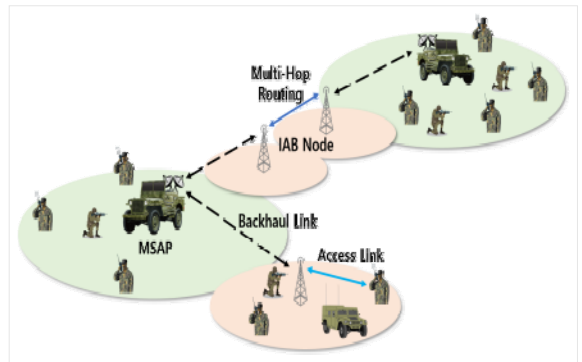 Multi-Hop
Routing
IAB Node
Backhaul Link
MSAP
Access Link